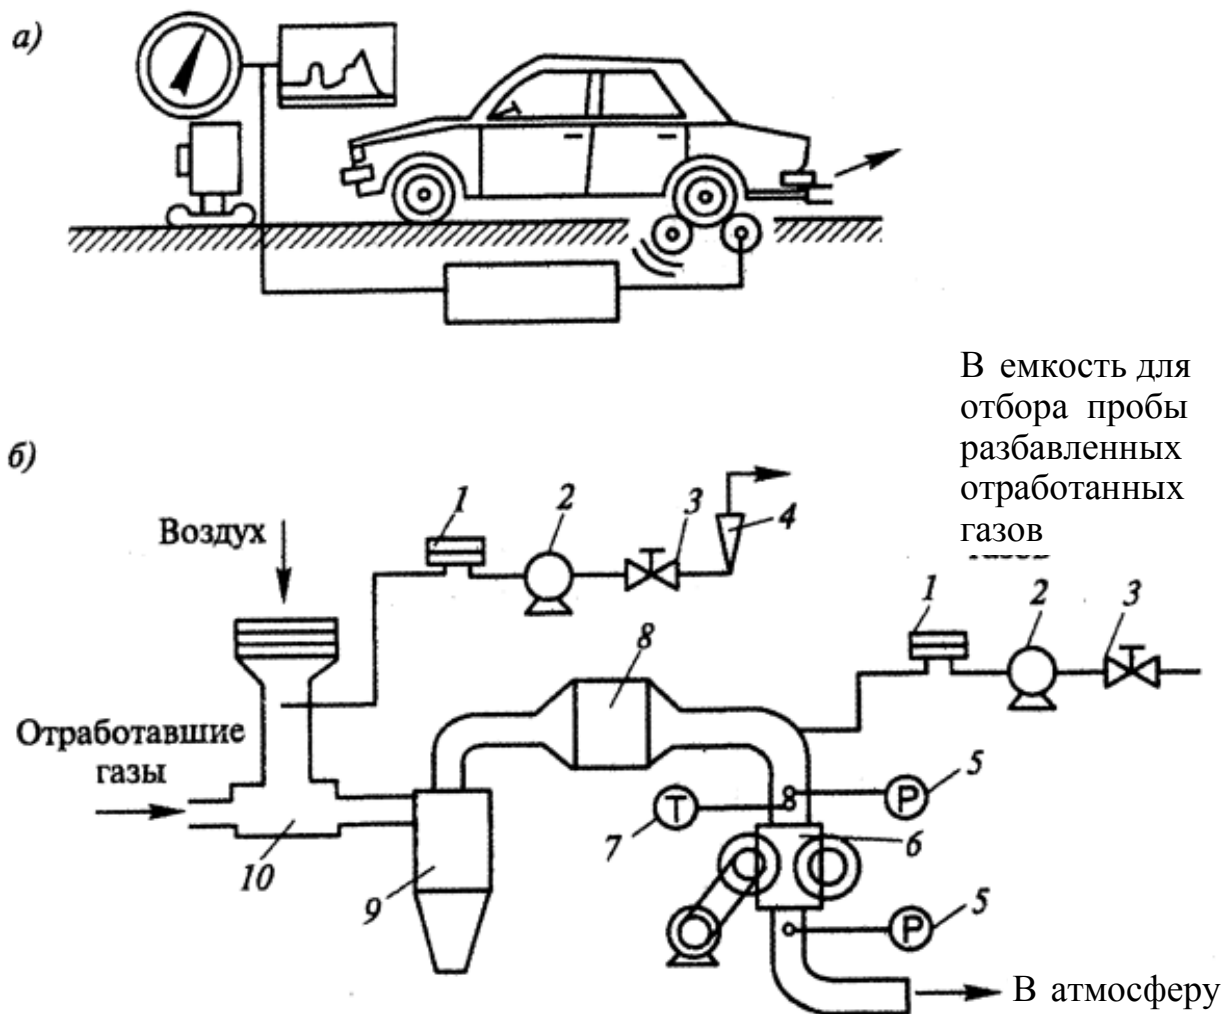 а)
В емкость для
отбора пробы
разбавленных
отработанных
газов
б)
Воздух
1
2
3
4
1
2
3
8
Отработавшие
газы
5
7
6
10
9
5
В атмосферу
T
P
P